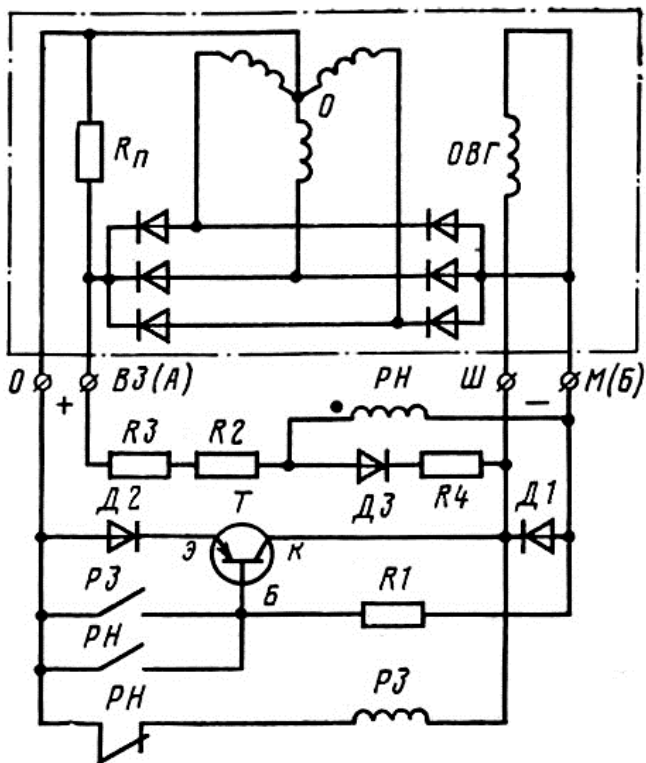 О
Rп
ОВГ
О
+
ВЗ(А)
РН
Ш
—
М(Б)
R3
R2
Д3
R4
Д1
Д2
Т
Э
К
Б
РЗ
R1
РН
РН
РЗ